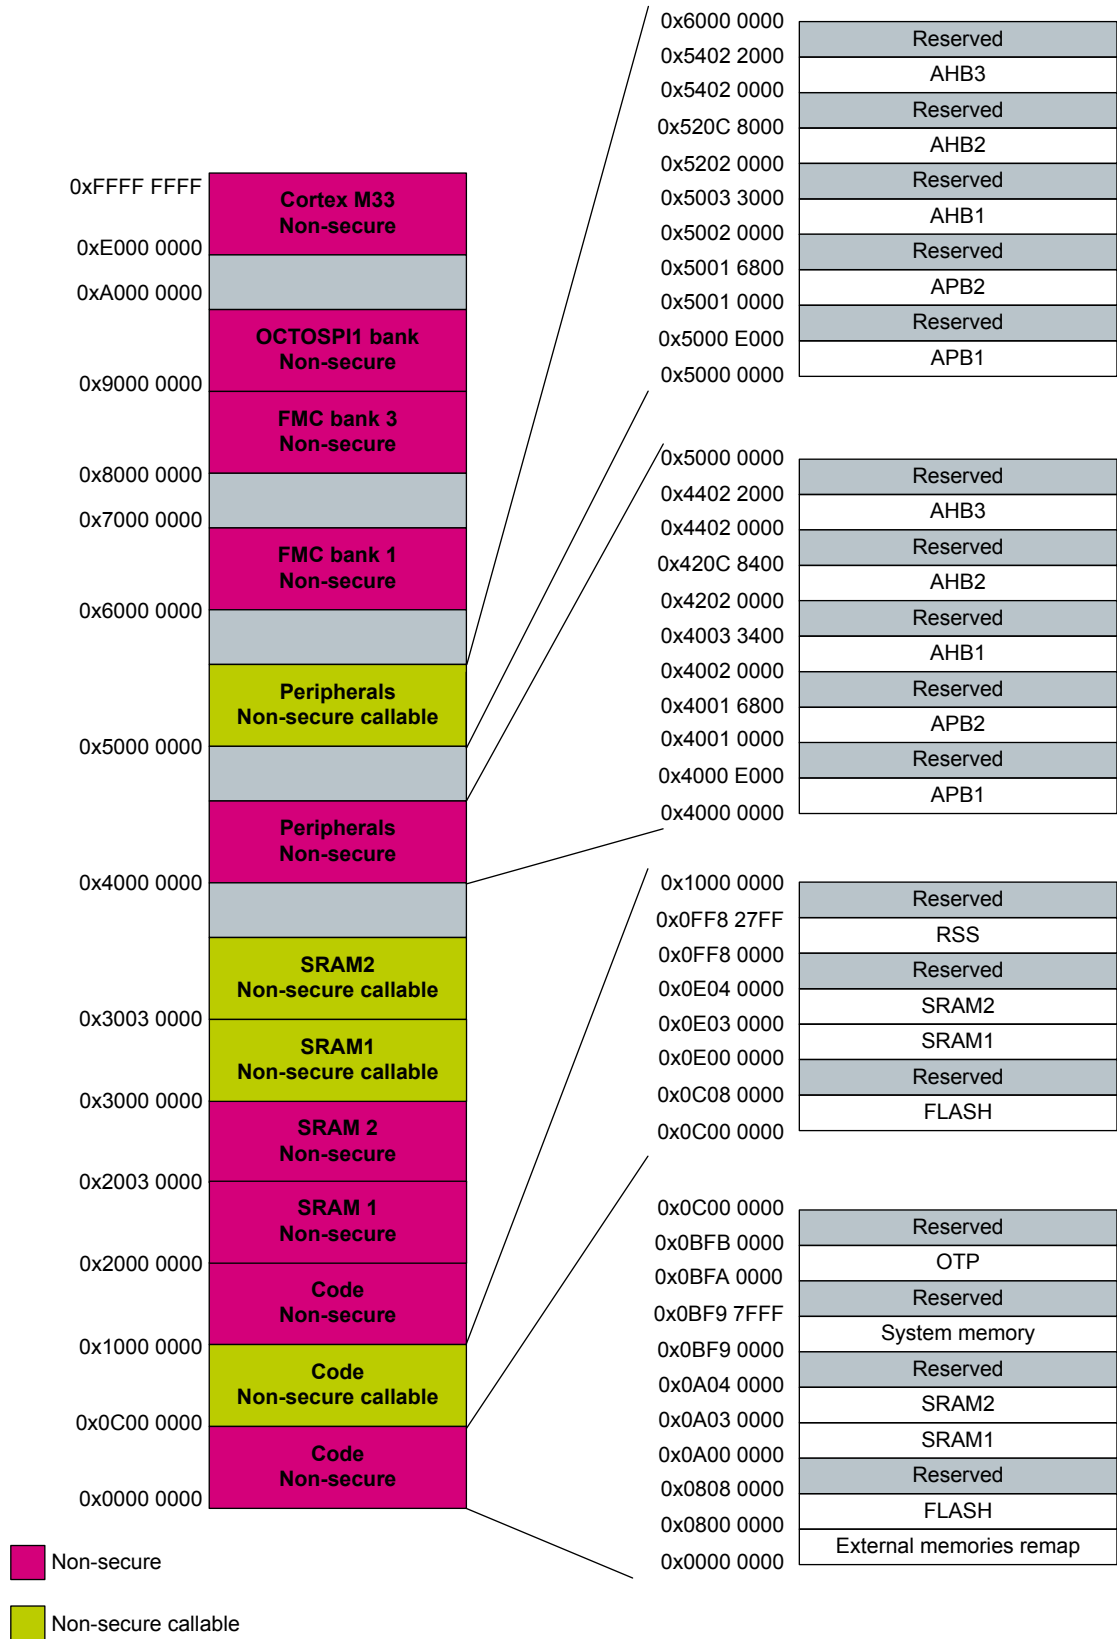 0xFFFF FFFF
Cortex M33
Non-secure
0xE000 0000
0xA000 0000
OCTOSPI1 bank
Non-secure
0x9000 0000
FMC bank 3
Non-secure
0x8000 0000
0x7000 0000
FMC bank 1
Non-secure
0x6000 0000
Peripherals
Non-secure callable
0x5000 0000
Peripherals
Non-secure
0x4000 0000
SRAM2
Non-secure callable
0x3003 0000
SRAM1
Non-secure callable
0x3000 0000
SRAM 2
Non-secure
0x2003 0000
SRAM 1
Non-secure
0x2000 0000
Code
Non-secure
0x1000 0000
Code
Non-secure callable
0x0C00 0000
Code
Non-secure
0x0000 0000
Non-secure
Non-secure callable
0x6000 0000
Reserved
0x5402 2000
AHB3
0x5402 0000
Reserved
0x520C 8000
AHB2
0x5202 0000
Reserved
0x5003 3000
AHB1
0x5002 0000
Reserved
0x5001 6800
APB2
0x5001 0000
Reserved
0x5000 E000
APB1
0x5000 0000
0x5000 0000
Reserved
0x4402 2000
AHB3
0x4402 0000
Reserved
0x420C 8400
AHB2
0x4202 0000
Reserved
0x4003 3400
AHB1
0x4002 0000
Reserved
0x4001 6800
APB2
0x4001 0000
Reserved
0x4000 E000
APB1
0x4000 0000
0x1000 0000
Reserved
0x0FF8 27FF
RSS
0x0FF8 0000
Reserved
0x0E04 0000
SRAM2
0x0E03 0000
SRAM1
0x0E00 0000
Reserved
0x0C08 0000
FLASH
0x0C00 0000
0x0C00 0000
Reserved
0x0BFB 0000
OTP
0x0BFA 0000
Reserved
0x0BF9 7FFF
System memory
0x0BF9 0000
Reserved
0x0A04 0000
SRAM2
0x0A03 0000
SRAM1
0x0A00 0000
Reserved
0x0808 0000
FLASH
0x0800 0000
External memories remap
0x0000 0000